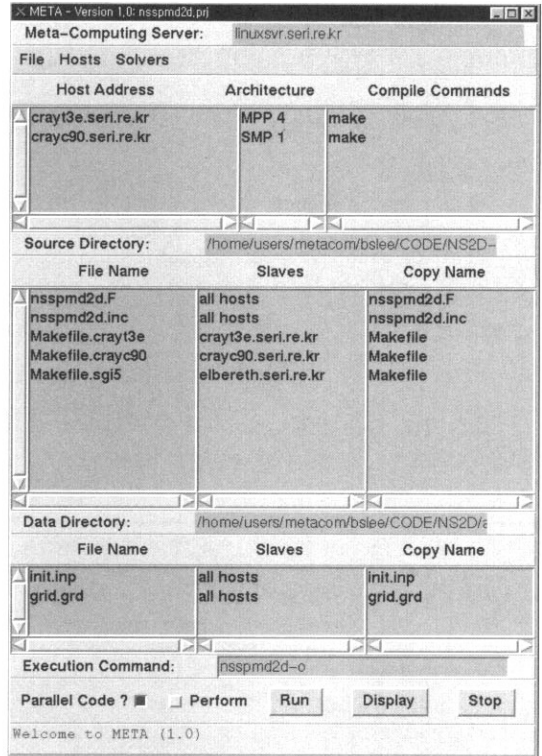 META - Version 1,0: nsspmd2d,prj
Meta-Computing Server: linuxsvr.seri.re.kr
File Hosts Solvers
Host Address Architecture Compile Commands
crayt3e.seri.re.kr MPP 4 make
crayc90.seri.re.kr SMP 1 make
Source Directory: /home/users/metacom/bslee/CODE/NS2D-
File Name Slaves Copy Name
nsspmd2d.F all hosts nsspmd2d.F
nsspmd2d.inc all hosts nsspmd2d.inc
Makefile.crayt3e crayt3e.seri.re.kr Makefile
Makefile.crayc90 crayc90.seri.re.kr Makefile
Makefile.sgi5 elbereth.seri.re.kr Makefile
Data Directory: /home/users/metacom/bslee/CODE/NS2D/a
File Name Slaves Copy Name
init.inp all hosts init.inp
grid.grd all hosts grid.grd
Execution Command: nsspmd2d-o
Parallel Code ? Perform Run Display Stop
Welcome to META (1.0)